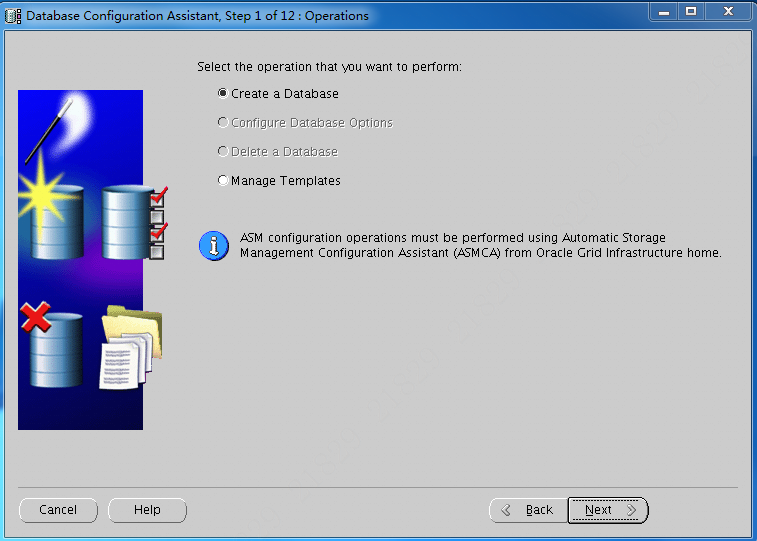 Database Configuration Assistant, Step 1 of 12 : Operations
Select the operation that you want to perform:
Create a Database
Configure Database Options
Delete a Database
Manage Templates
ASM configuration operations must be performed using Automatic Storage
Management Configuration Assistant (ASMCA) from Oracle Grid Infrastructure home.
Cancel
Help
Back
Next